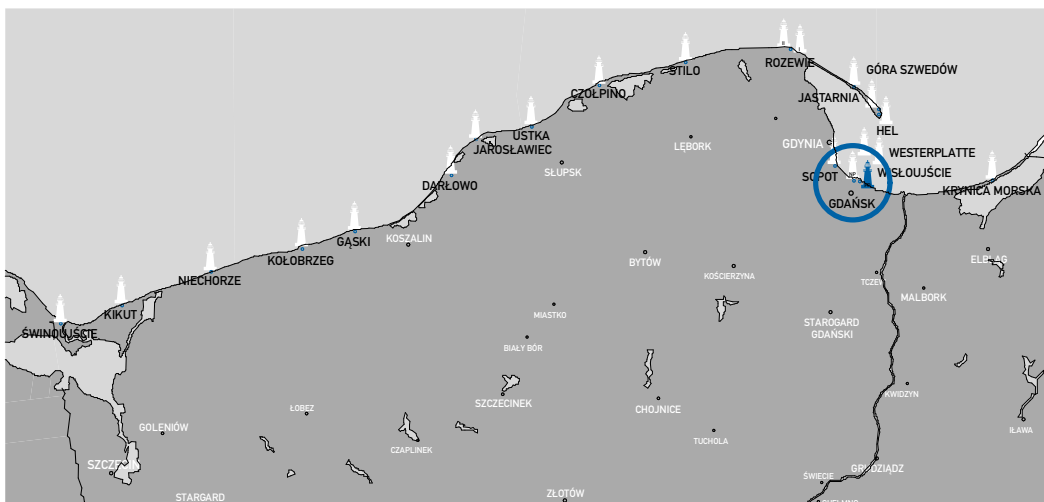 II
I
ROZEWIE
STILO
GÓRA SZWEDÓW
CZOŁPINO
JASTARNIA
HEL
USTKA
JAROSŁAWIEC
LĘBORK
GDYNIA
WESTERPLATTE
SŁUPSK
SOPOT
NP
WISŁOUJŚCIE
DARŁOWO
KRYNICA MORSKA
GDAŃSK
GĄSKI
KOSZALIN
KOŁOBRZEG
BYTÓW
ELBLĄG
KOŚCIERZYNA
NIECHORZE
TCZEW
MALBORK
KIKUT
MIASTKO
STAROGARD
GDAŃSKI
ŚWINOUJŚCIE
BIAŁY BÓR
KWIDZYN
SZCZECINEK
CHOJNICE
ŁOBEZ
GOLENIÓW
TUCHOLA
IŁAWA
CZAPLINEK
SZCZECIN
GRUDZIĄDZ
ŚWIECIE
STARGARD
ZŁOTÓW